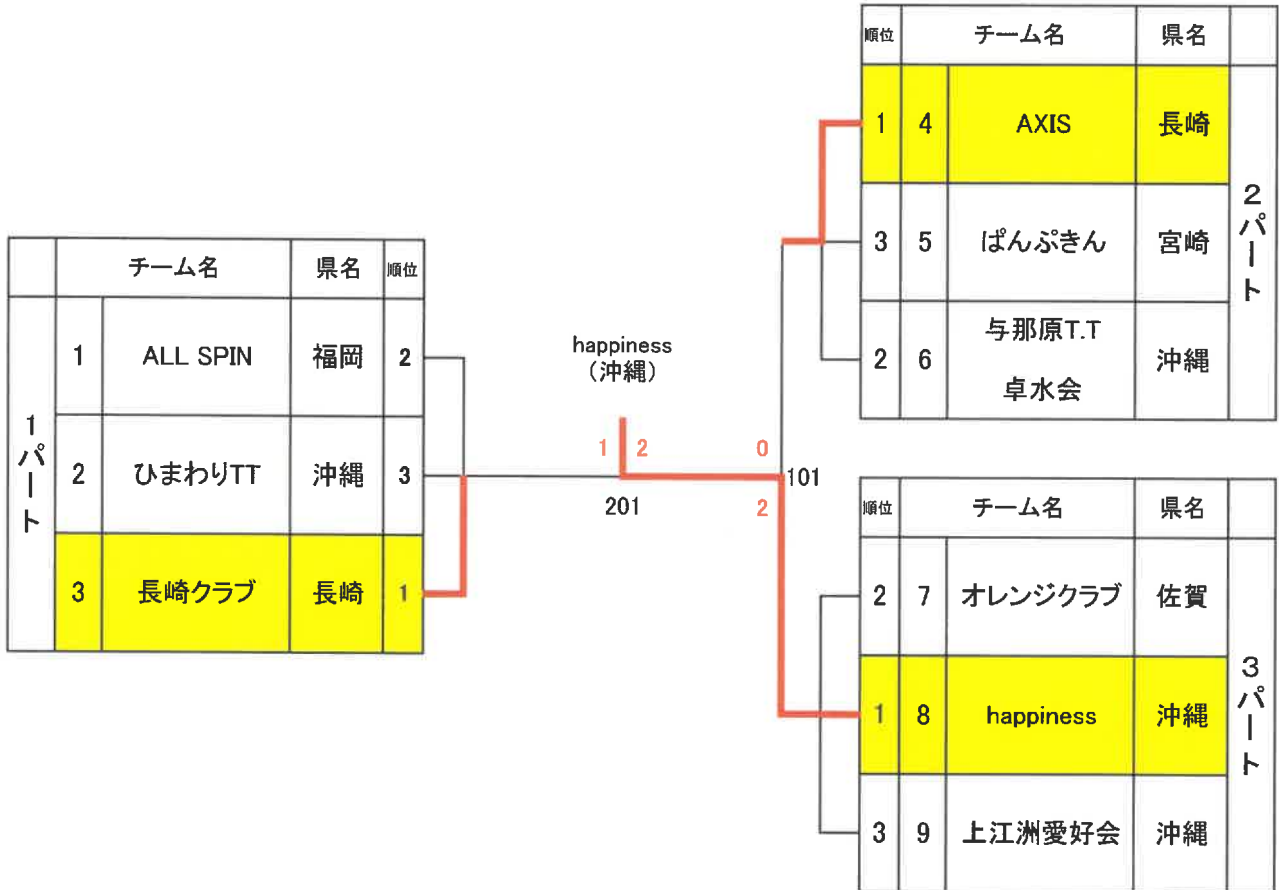 チーム名 県名 順位
1パート
1 ALL SPIN 福岡 2
2 ひまわりTT 沖縄 3
3 長崎クラブ 長崎 1
happiness
（沖縄）
1 2
201
0
101
2
順位 チーム名 県名
2パート
1 4 AXIS 長崎
3 5 ぱんぷきん 宮崎
与那原T.T
2 6 沖縄
卓水会
順位 チーム名 県名
3パート
2 7 オレンジクラブ 佐賀
1 8 happiness 沖縄
3 9 上江洲愛好会 沖縄